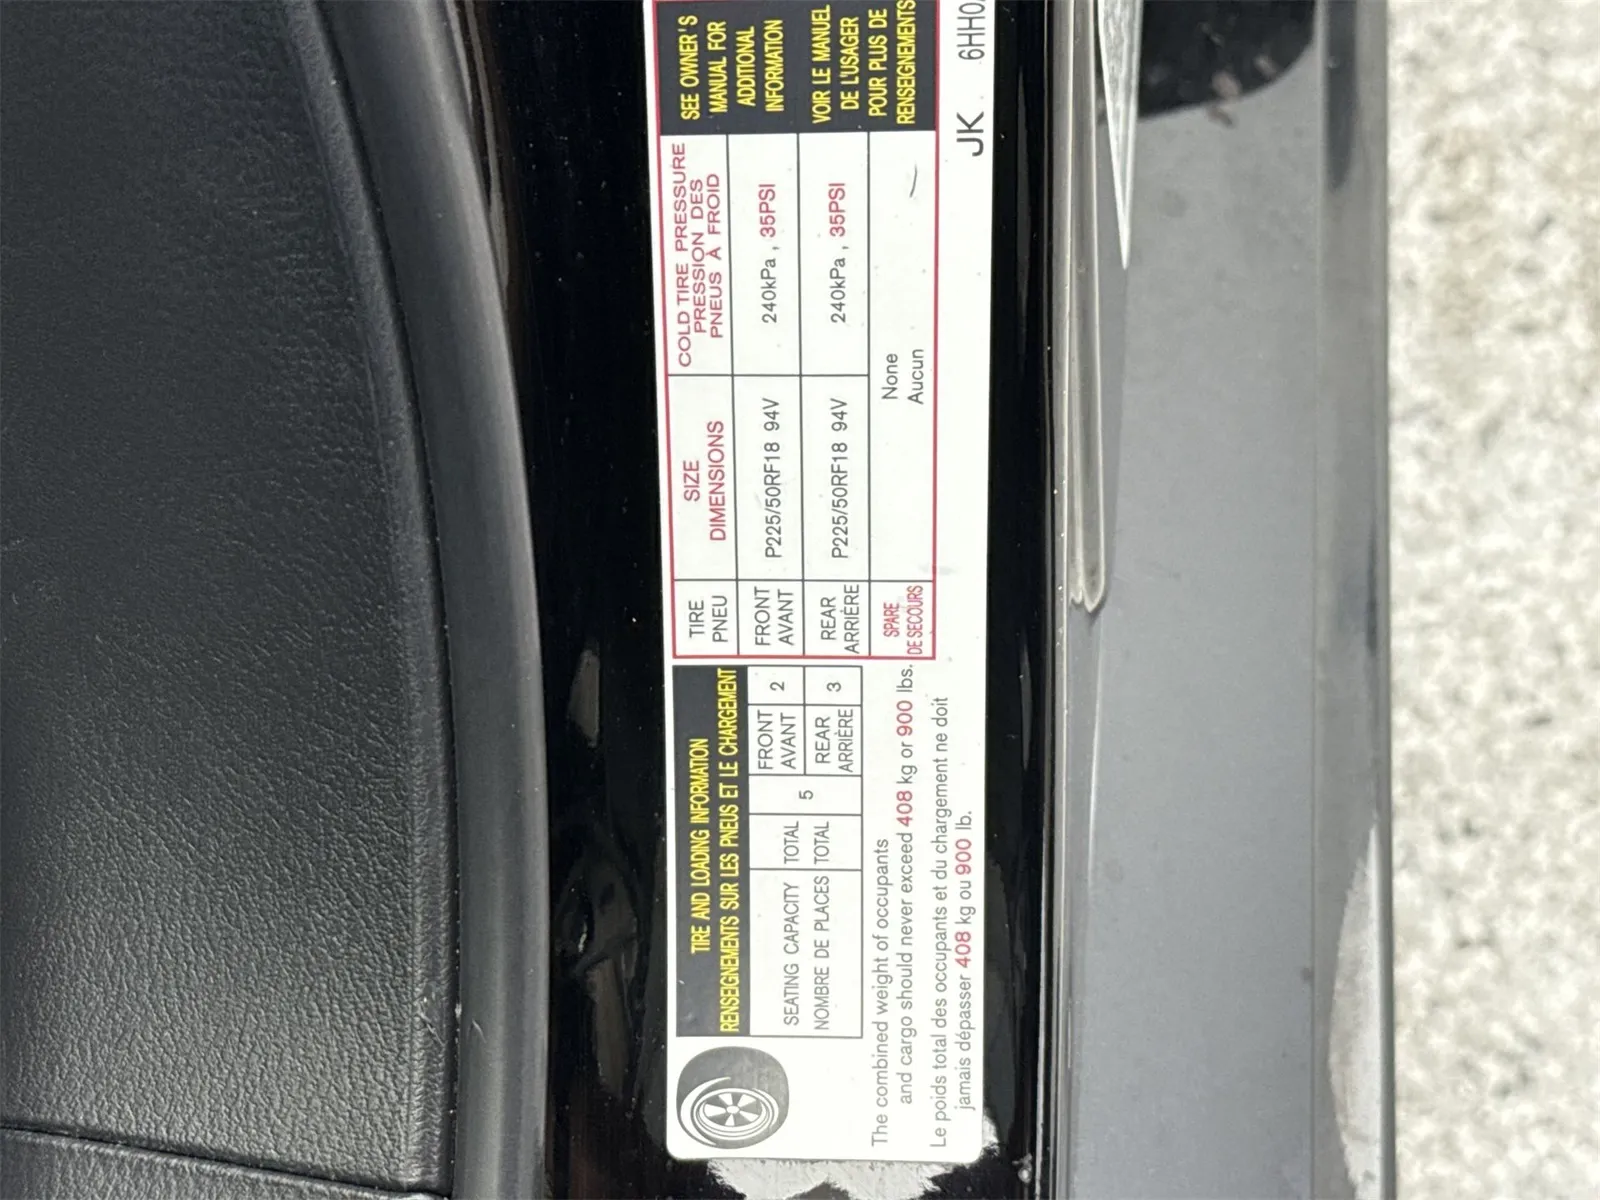 TIRE AND LOADING INFORMATION
RENSEIGNEMENTS SUR LES PNEUS ET LE CHARGEMENT
SEATING CAPACITY
NOMBRE DE PLACES
TOTAL
TOTAL
5
FRONT
AVANT
2
REAR
ARRIÈRE
3
The combined weight of occupants
and cargo should never exceed 408 kg or 900 lbs.
Le poids total des occupants et du chargement ne doit
jamais dépasser 408 kg ou 900 lb.
TIRE
PNEU
SIZE
DIMENSIONS
COLD TIRE PRESSURE
PRESSION DES
PNEUS À FROID
FRONT
AVANT
P225/50RF18 94V
240kPa , 35PSI
REAR
ARRIÈRE
P225/50RF18 94V
240kPa , 35PSI
SPARE
DE SECOURS
None
Aucun
SEE OWNER'S
MANUAL FOR
ADDITIONAL
INFORMATION
VOIR LE MANUEL
DE L'USAGER
POUR PLUS DE
RENSEIGNEMENTS
JK